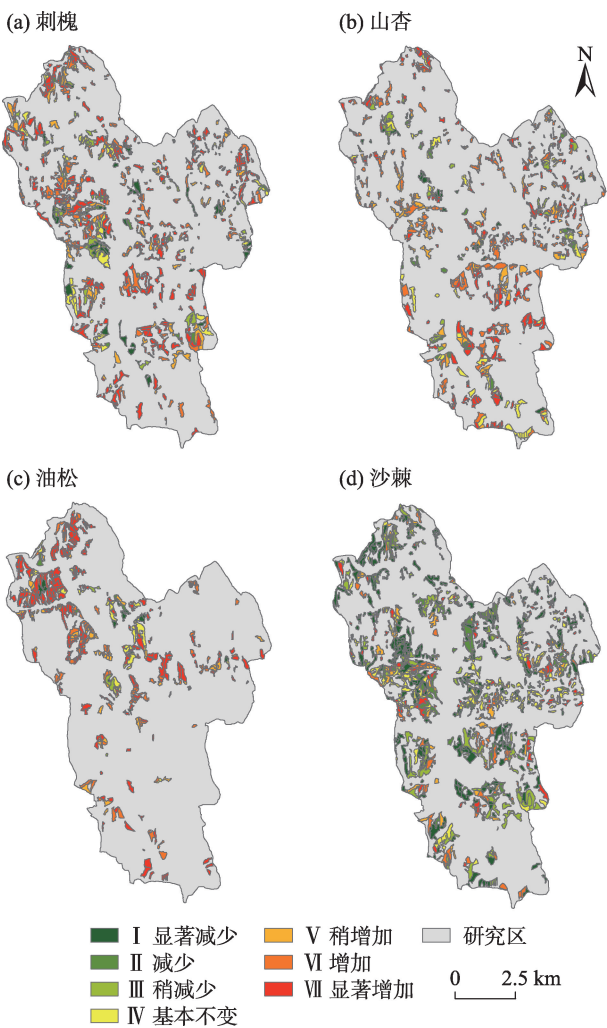 (a) 刺槐
(b) 山杏
N
(c) 油松
(d) 沙棘
Ⅰ 显著减少
Ⅱ 减少
Ⅲ 稍减少
Ⅳ 基本不变
Ⅴ 稍增加
Ⅵ 增加
Ⅶ 显著增加
研究区
0 2.5 km